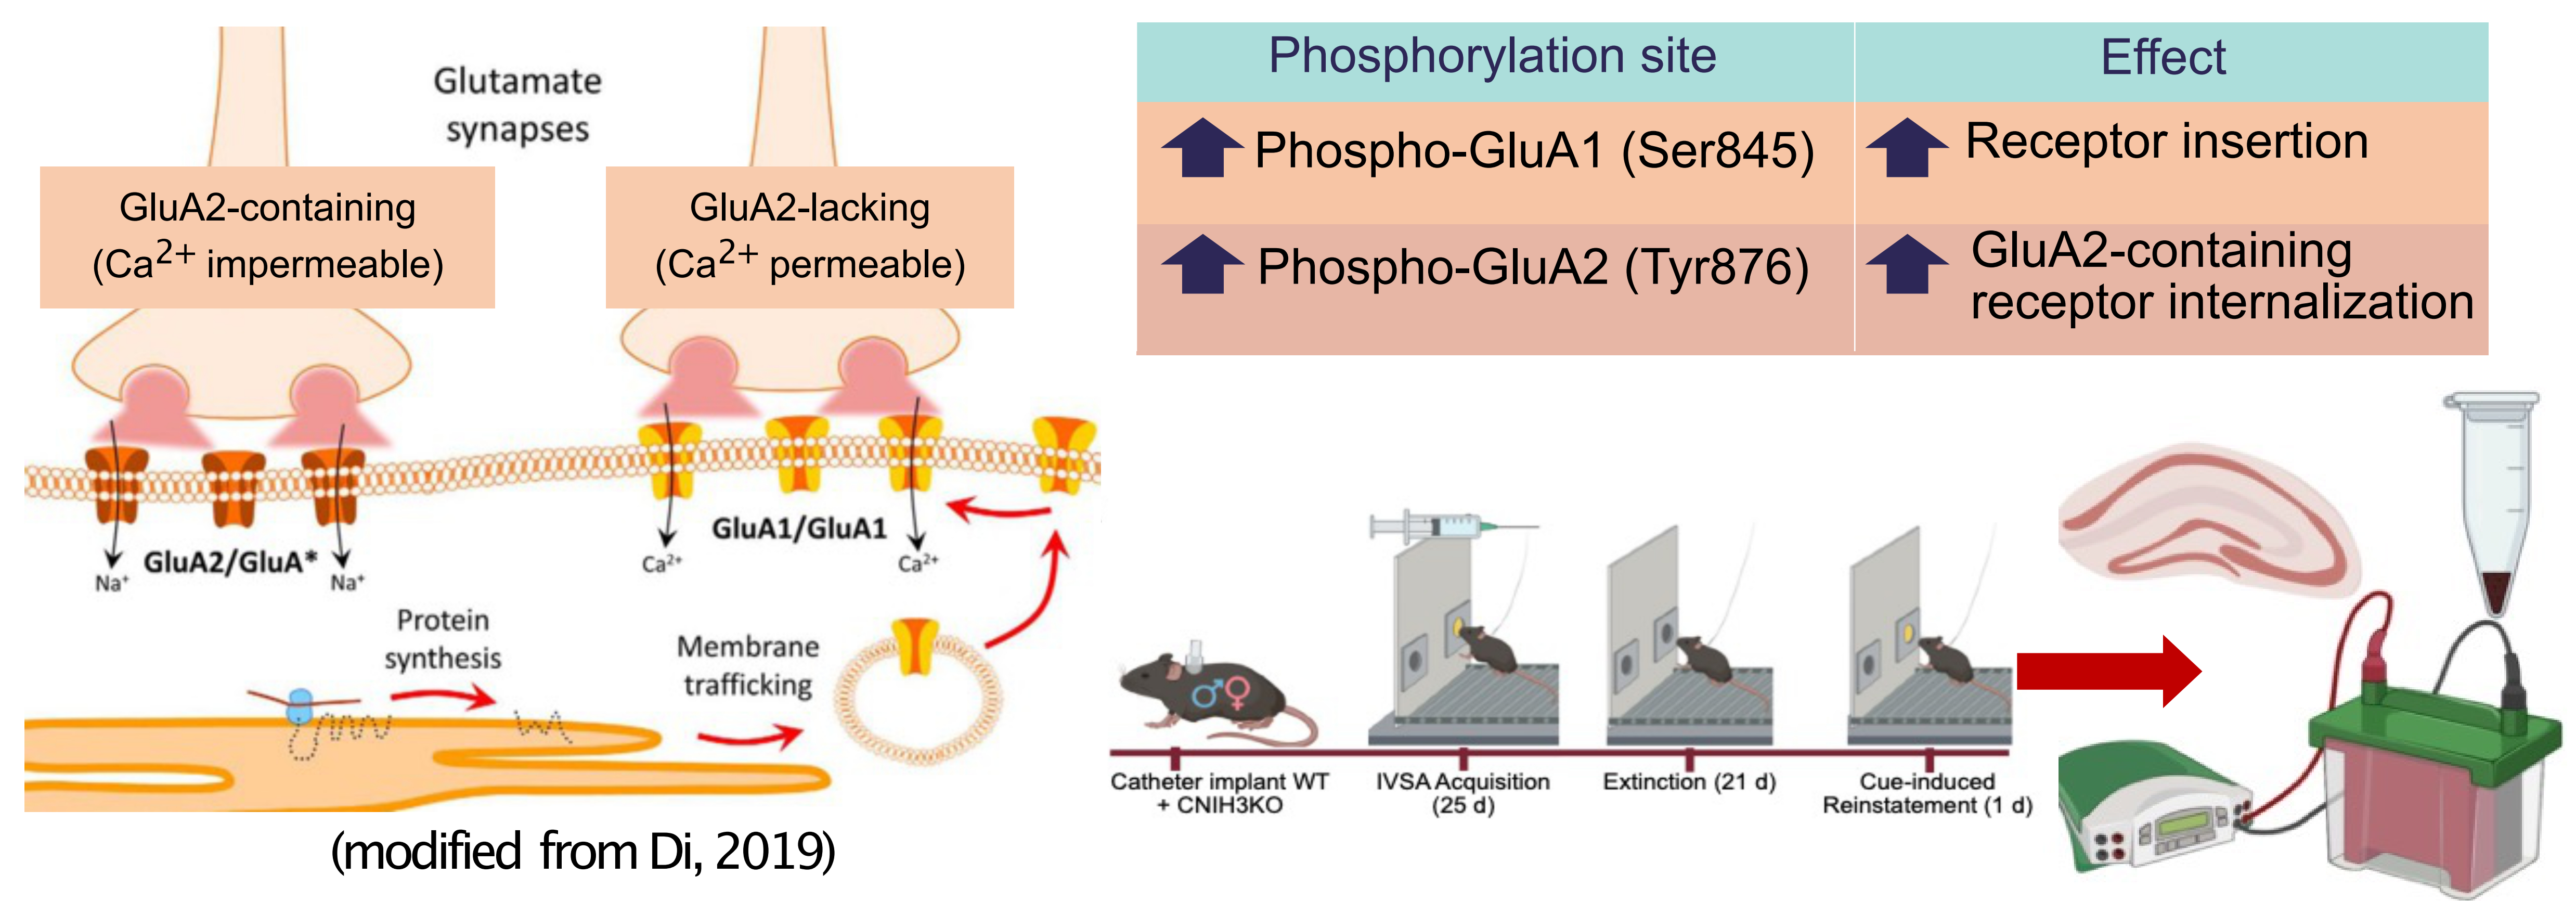 Glutamate
synapses
GluA2-containing
(Ca²⁺ impermeable)
GluA2-lacking
(Ca²⁺ permeable)
GluA2/GluA*
Na⁺
Na⁺
GluA1/GluA1
Ca²⁺
Ca²⁺
Protein
synthesis
Membrane
trafficking
(modified from Di, 2019)
Phosphorylation site
Effect
Phospho-GluA1 (Ser845)
Receptor insertion
Phospho-GluA2 (Tyr876)
GluA2-containing
receptor internalization
Catheter implant WT
+ CNIH3KO
IVSA Acquisition
(25 d)
Extinction (21 d)
Cue-induced
Reinstatement (1 d)